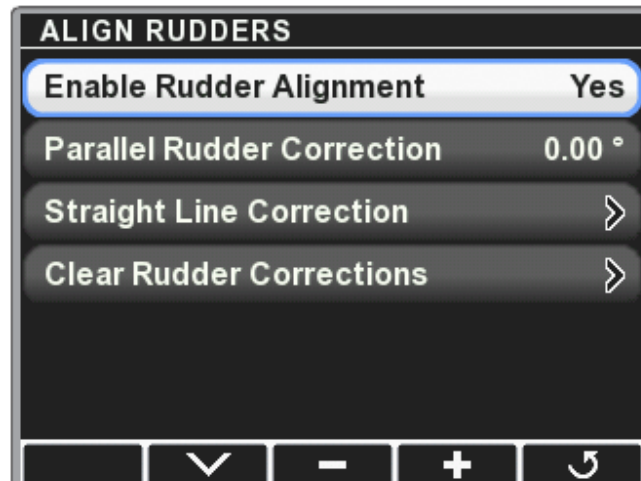 ALIGN RUDDERS
Enable Rudder Alignment Yes
Parallel Rudder Correction 0.00 °
Straight Line Correction
Clear Rudder Corrections